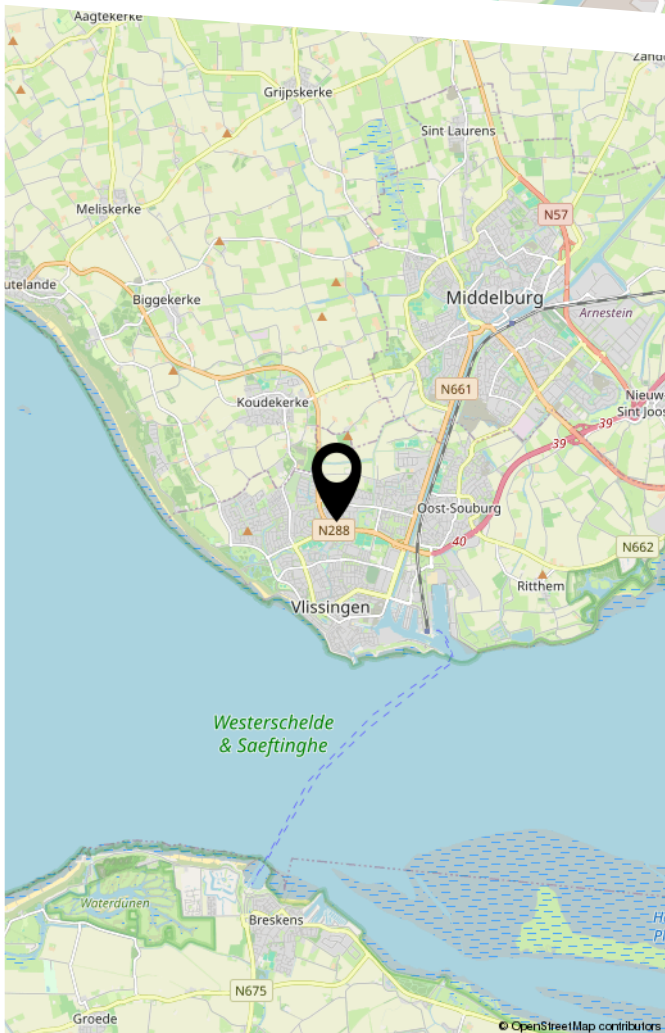 Aagtekerke
Grijpskerke
Sint Laurens
Meliskerke
N57
utelande
Biggekerke
Middelburg
Arnestein
N661
Koudekerke
Nieuw-
Sint Joos
39
39
Oost-Souburg
N288
40
N662
Ritthem
Vlissingen
Westerschelde
& Saeftinghe
Waterdunen
Breskens
N675
Groede
© OpenStreetMap contributors